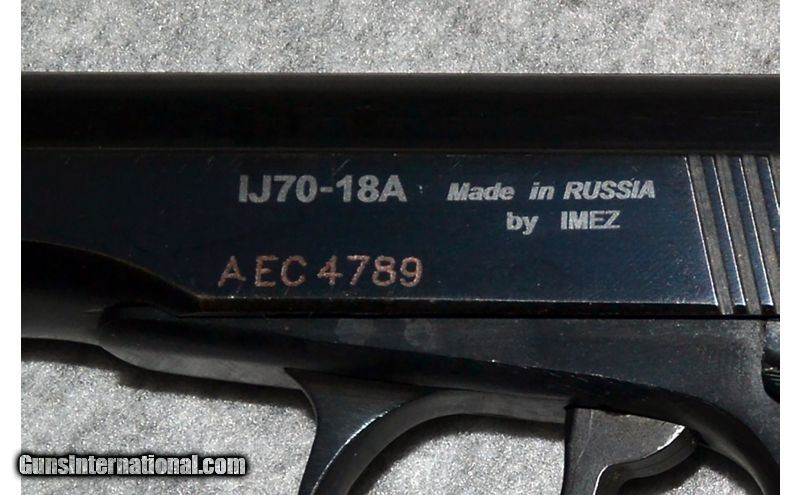 IJ70-18A Made in RUSSIA
by IMEZ
AEC 4789
GunsInternational.com